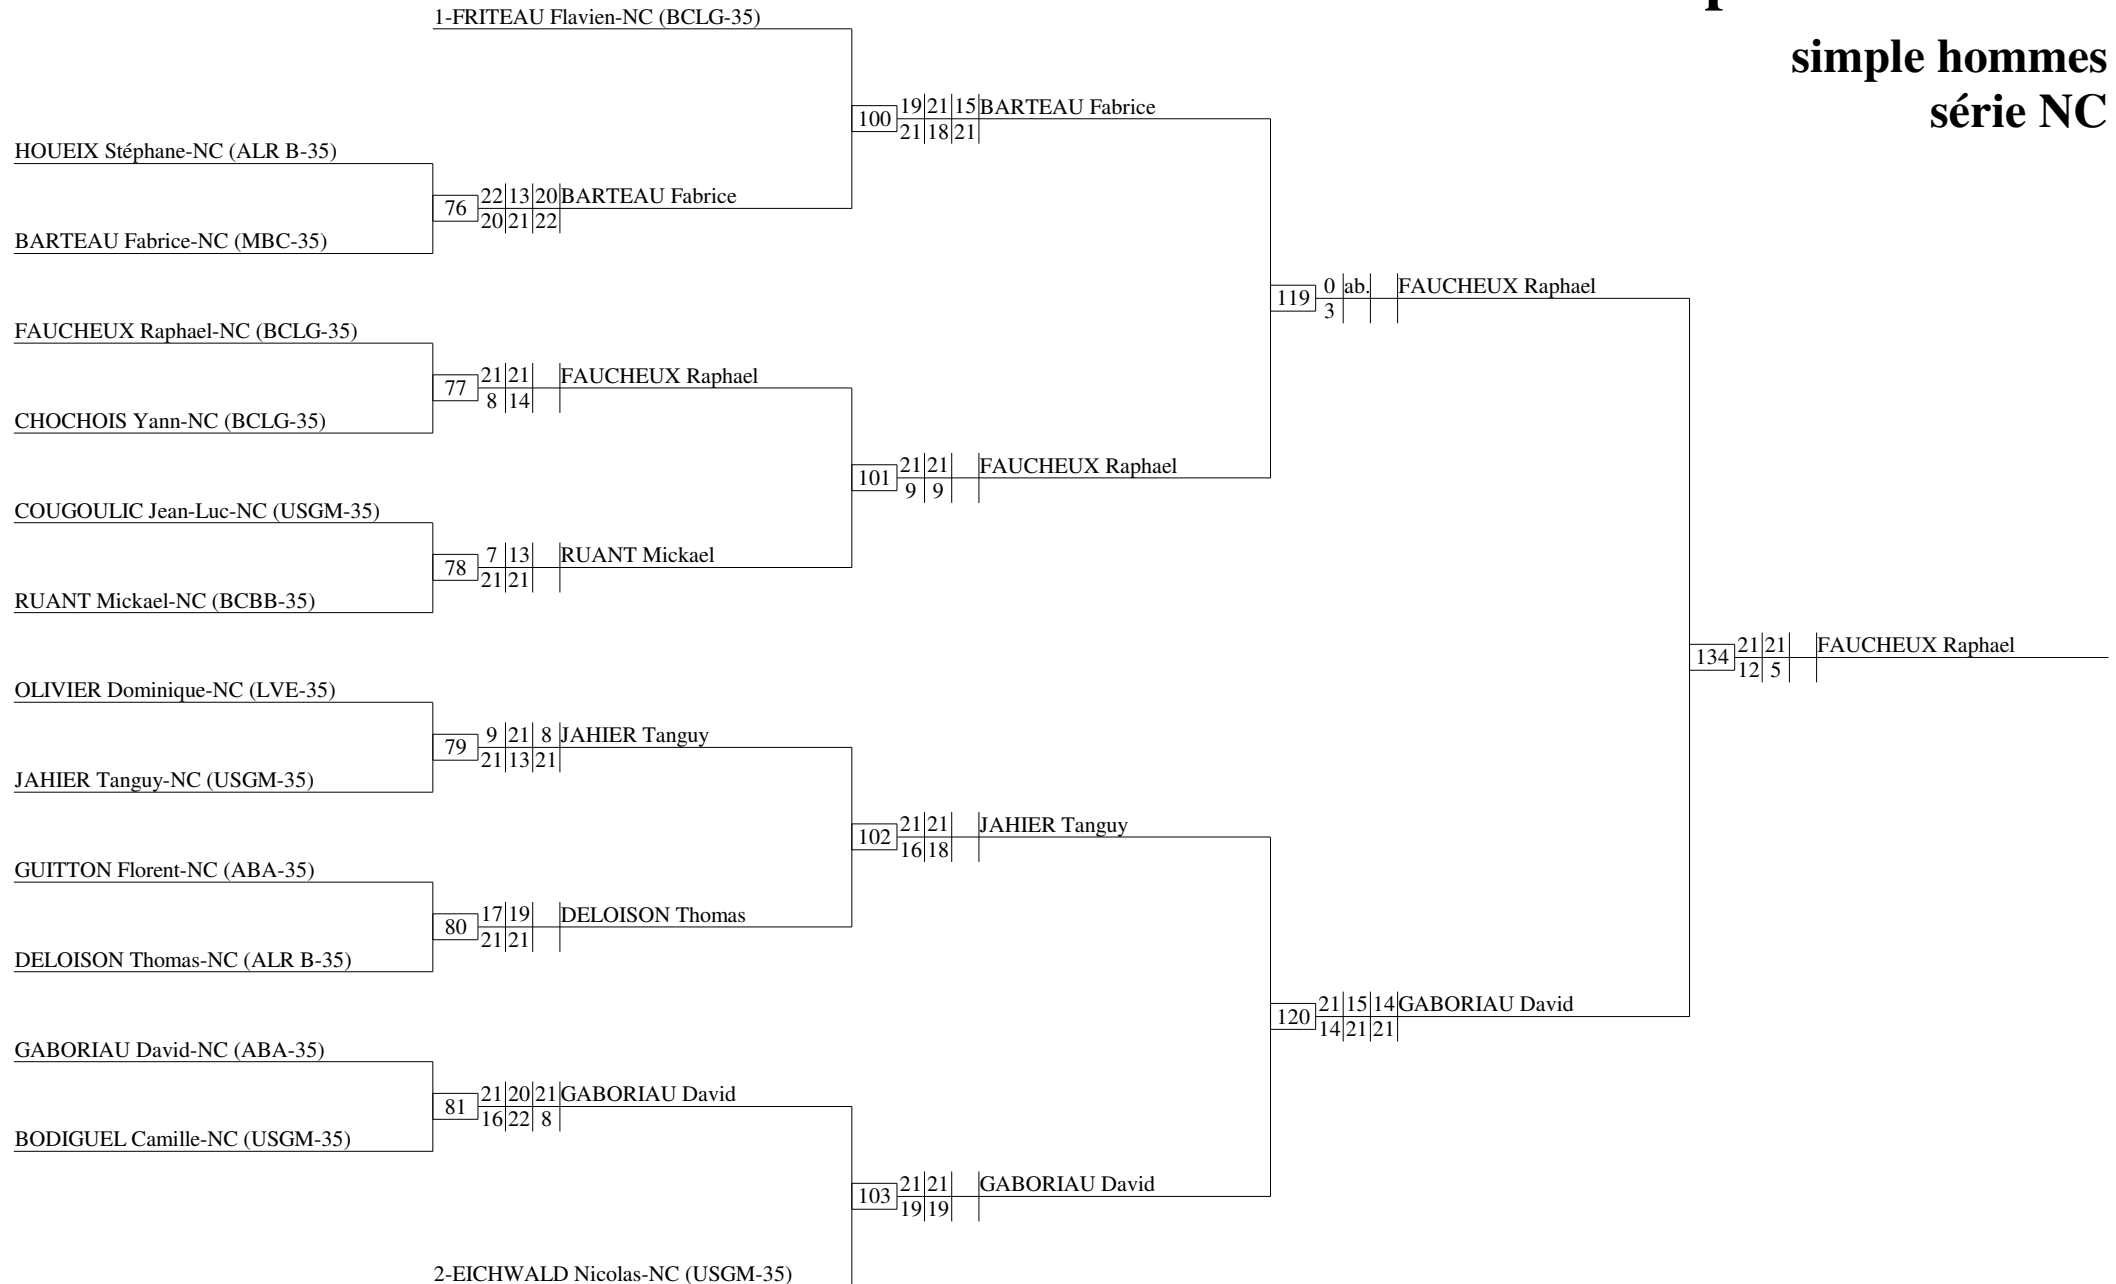 simple hommes
série NC
1-FRITEAU Flavien-NC (BCLG-35)
100 19 21 15 BARTEAU Fabrice
21 18 21
HOUEIX Stéphane-NC (ALR B-35)
76 22 13 20 BARTEAU Fabrice
20 21 22
BARTEAU Fabrice-NC (MBC-35)
119 0 ab. FAUCHEUX Raphael
3
FAUCHEUX Raphael-NC (BCLG-35)
77 21 21 FAUCHEUX Raphael
8 14
CHOCHOIS Yann-NC (BCLG-35)
101 21 21 FAUCHEUX Raphael
9 9
COUGOULIC Jean-Luc-NC (USGM-35)
78 7 13 RUANT Mickael
21 21
RUANT Mickael-NC (BCBB-35)
134 21 21 FAUCHEUX Raphael
12 5
OLIVIER Dominique-NC (LVE-35)
79 9 21 8 JAHIER Tanguy
21 13 21
JAHIER Tanguy-NC (USGM-35)
102 21 21 JAHIER Tanguy
16 18
GUITTON Florent-NC (ABA-35)
80 17 19 DELOISON Thomas
21 21
DELOISON Thomas-NC (ALR B-35)
120 21 15 14 GABORIAU David
14 21 21
GABORIAU David-NC (ABA-35)
81 21 20 21 GABORIAU David
16 22 8
BODIGUEL Camille-NC (USGM-35)
103 21 21 GABORIAU David
19 19
2-EICHWALD Nicolas-NC (USGM-35)